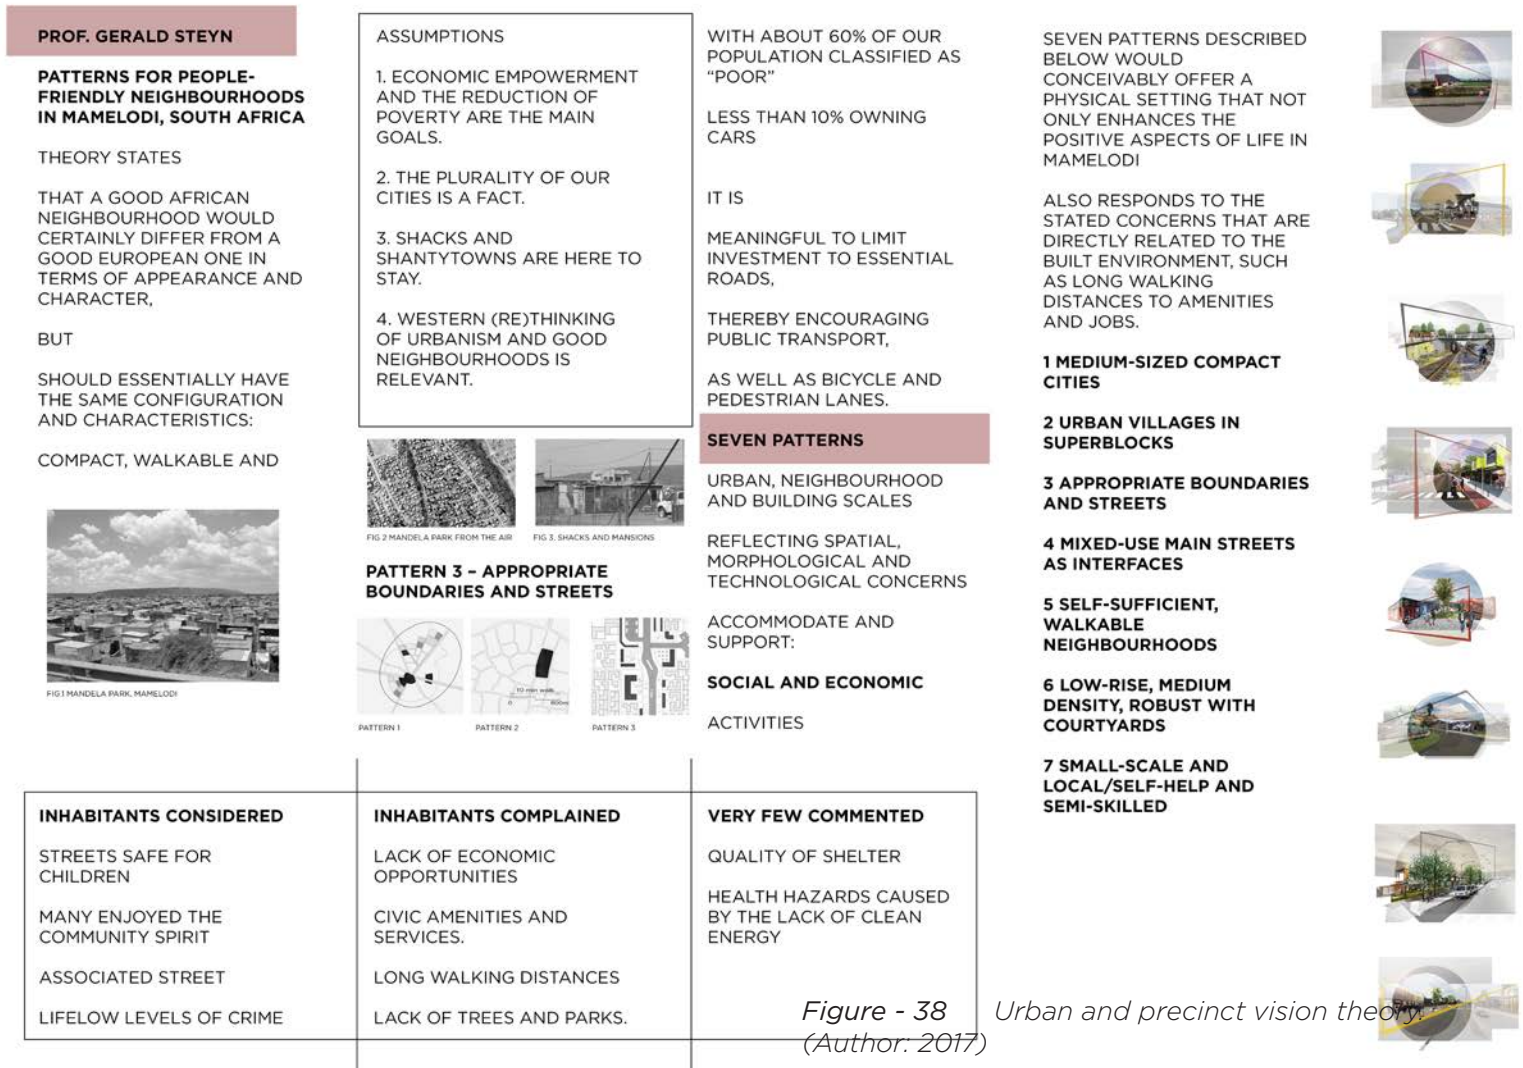 PROF. GERALD STEYN
PATTERNS FOR PEOPLE-
FRIENDLY NEIGHBOURHOODS
IN MAMELODI, SOUTH AFRICA
THEORY STATES
THAT A GOOD AFRICAN
NEIGHBOURHOOD WOULD
CERTAINLY DIFFER FROM A
GOOD EUROPEAN ONE IN
TERMS OF APPEARANCE AND
CHARACTER,
BUT
SHOULD ESSENTIALLY HAVE
THE SAME CONFIGURATION
AND CHARACTERISTICS:
COMPACT, WALKABLE AND
FIG 1 MANDELA PARK, MAMELODI
ASSUMPTIONS
1. ECONOMIC EMPOWERMENT
AND THE REDUCTION OF
POVERTY ARE THE MAIN
GOALS.
2. THE PLURALITY OF OUR
CITIES IS A FACT.
3. SHACKS AND
SHANTYTOWNS ARE HERE TO
STAY.
4. WESTERN (RE)THINKING
OF URBANISM AND GOOD
NEIGHBOURHOODS IS
RELEVANT.
FIG 2 MANDELA PARK FROM THE AIR
FIG 3. SHACKS AND MANSIONS
PATTERN 3 – APPROPRIATE
BOUNDARIES AND STREETS
10 min walk
0 800m
PATTERN 1
PATTERN 2
PATTERN 3
WITH ABOUT 60% OF OUR
POPULATION CLASSIFIED AS
“POOR”
LESS THAN 10% OWNING
CARS
IT IS
MEANINGFUL TO LIMIT
INVESTMENT TO ESSENTIAL
ROADS,
THEREBY ENCOURAGING
PUBLIC TRANSPORT,
AS WELL AS BICYCLE AND
PEDESTRIAN LANES.
SEVEN PATTERNS
URBAN, NEIGHBOURHOOD
AND BUILDING SCALES
REFLECTING SPATIAL,
MORPHOLOGICAL AND
TECHNOLOGICAL CONCERNS
ACCOMMODATE AND
SUPPORT:
SOCIAL AND ECONOMIC
ACTIVITIES
SEVEN PATTERNS DESCRIBED
BELOW WOULD
CONCEIVABLY OFFER A
PHYSICAL SETTING THAT NOT
ONLY ENHANCES THE
POSITIVE ASPECTS OF LIFE IN
MAMELODI
ALSO RESPONDS TO THE
STATED CONCERNS THAT ARE
DIRECTLY RELATED TO THE
BUILT ENVIRONMENT, SUCH
AS LONG WALKING
DISTANCES TO AMENITIES
AND JOBS.
1 MEDIUM-SIZED COMPACT
CITIES
2 URBAN VILLAGES IN
SUPERBLOCKS
3 APPROPRIATE BOUNDARIES
AND STREETS
4 MIXED-USE MAIN STREETS
AS INTERFACES
5 SELF-SUFFICIENT,
WALKABLE
NEIGHBOURHOODS
6 LOW-RISE, MEDIUM
DENSITY, ROBUST WITH
COURTYARDS
7 SMALL-SCALE AND
LOCAL/SELF-HELP AND
SEMI-SKILLED
INHABITANTS CONSIDERED
STREETS SAFE FOR
CHILDREN
MANY ENJOYED THE
COMMUNITY SPIRIT
ASSOCIATED STREET
LIFELOW LEVELS OF CRIME
INHABITANTS COMPLAINED
LACK OF ECONOMIC
OPPORTUNITIES
CIVIC AMENITIES AND
SERVICES.
LONG WALKING DISTANCES
LACK OF TREES AND PARKS.
VERY FEW COMMENTED
QUALITY OF SHELTER
HEALTH HAZARDS CAUSED
BY THE LACK OF CLEAN
ENERGY
Figure - 38 Urban and precinct vision theory.
(Author: 2017)